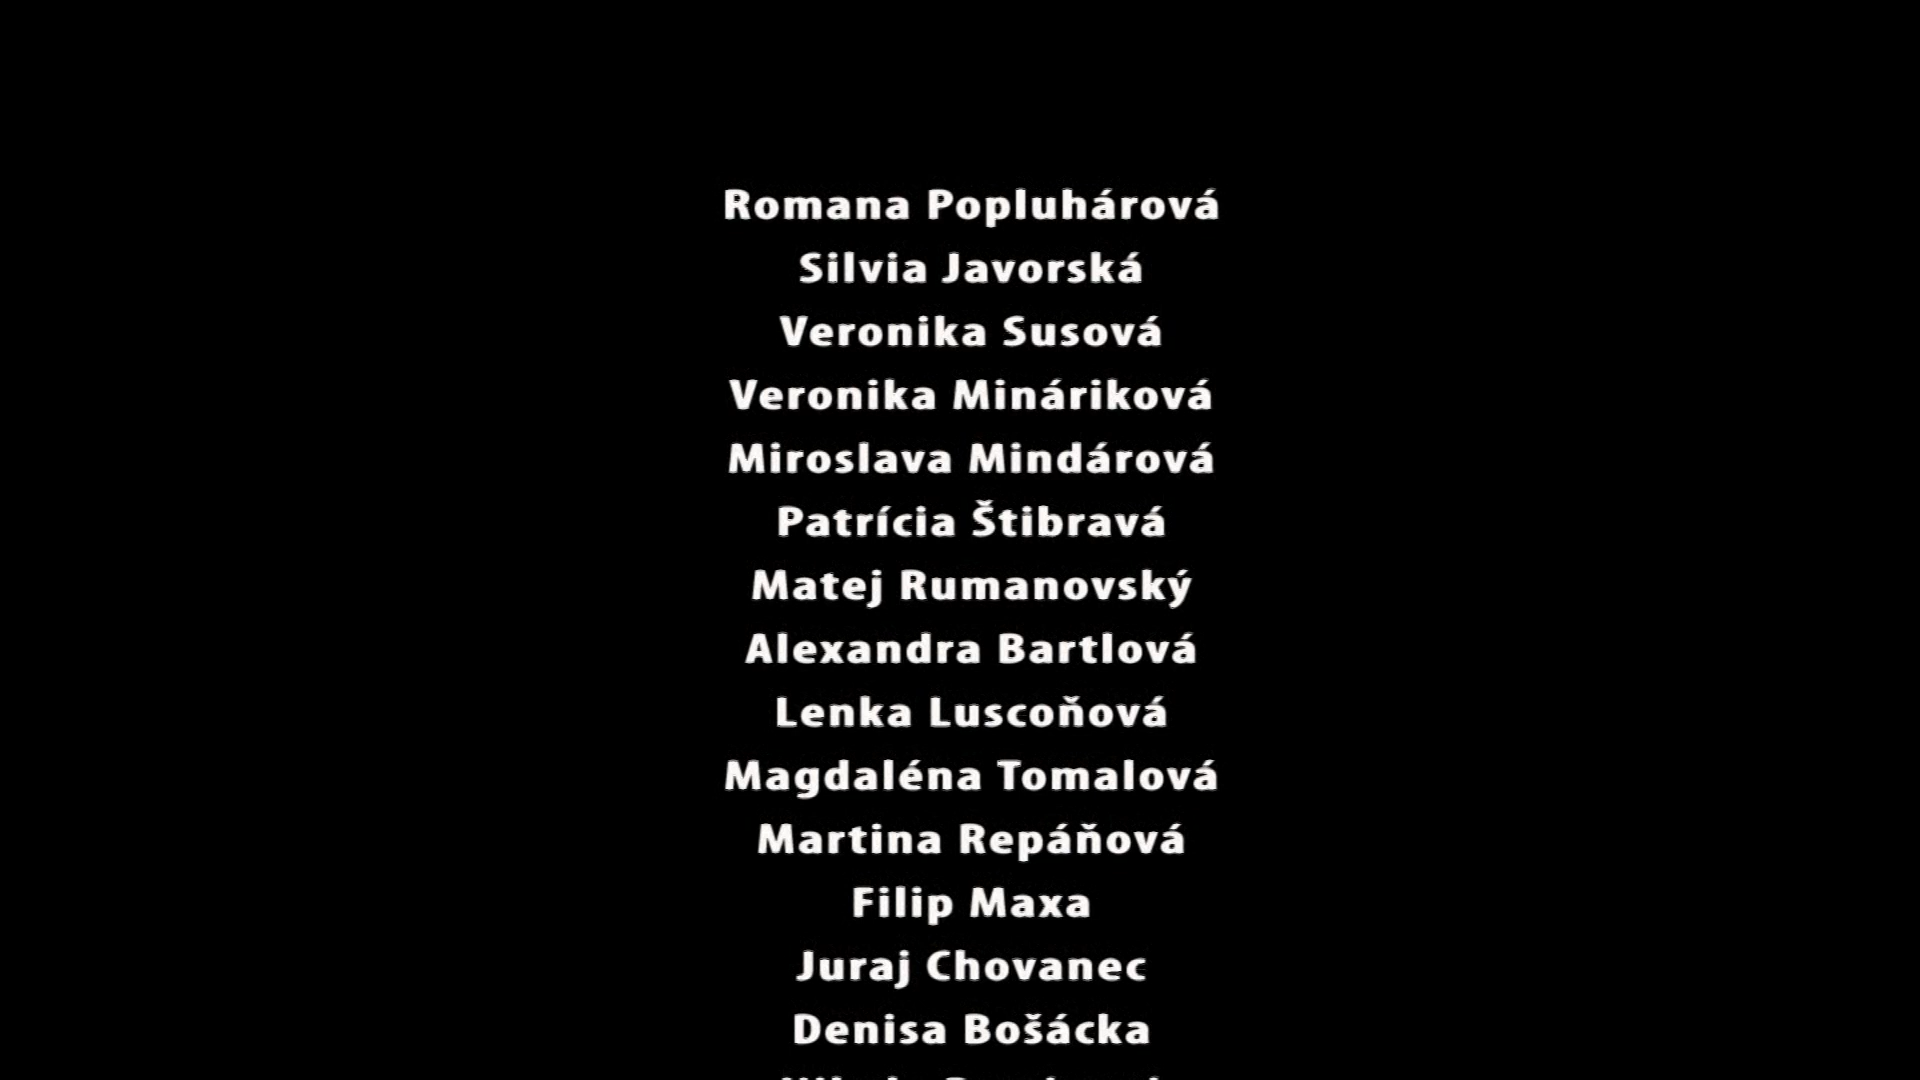 Romana Popluhárová
Silvia Javorská
Veronika Susová
Veronika Mináriková
Miroslava Mindárová
Patrícia Štibravá
Matej Rumanovský
Alexandra Bartlová
Lenka Luscoňová
Magdaléna Tomalová
Martina Repáňová
Filip Maxa
Juraj Chovanec
Denisa Bošácka